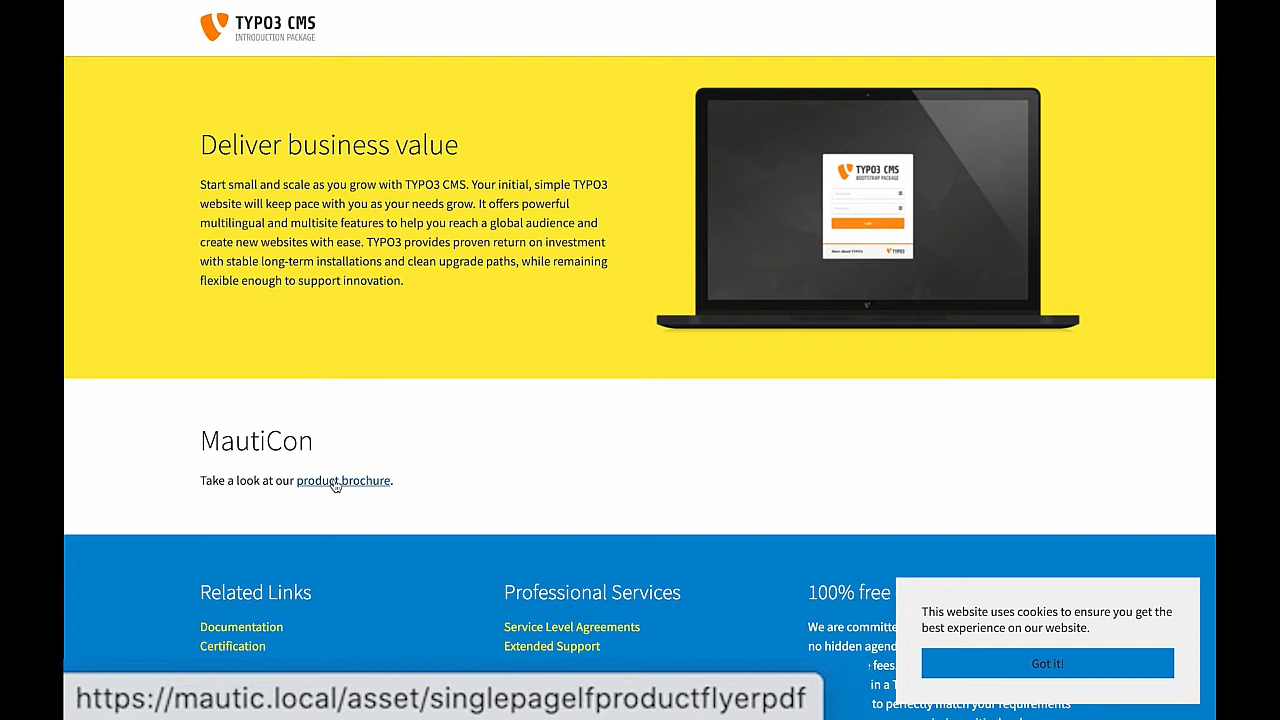 TYPO3 CMS
INTRODUCTION PACKAGE
Deliver business value
Start small and scale as you grow with TYPO3 CMS. Your initial, simple TYPO3
website will keep pace with you as your needs grow. It offers powerful
multilingual and multisite features to help you reach a global audience and
create new websites with ease. TYPO3 provides proven return on investment
with stable long-term installations and clean upgrade paths, while remaining
flexible enough to support innovation.
TYPO3 CMS
BOOTSTRAP PACKAGE
TYPO3
MautiCon
Take a look at our product brochure.
Related Links
Documentation
Certification
Professional Services
Service Level Agreements
Extended Support
100% free
We are committe
no hidden agend
fees
in a T
to perfectly match your requirements
This website uses cookies to ensure you get the
best experience on our website.
Got it!
https://mautic.local/asset/singlepagelfproductflyerpdf